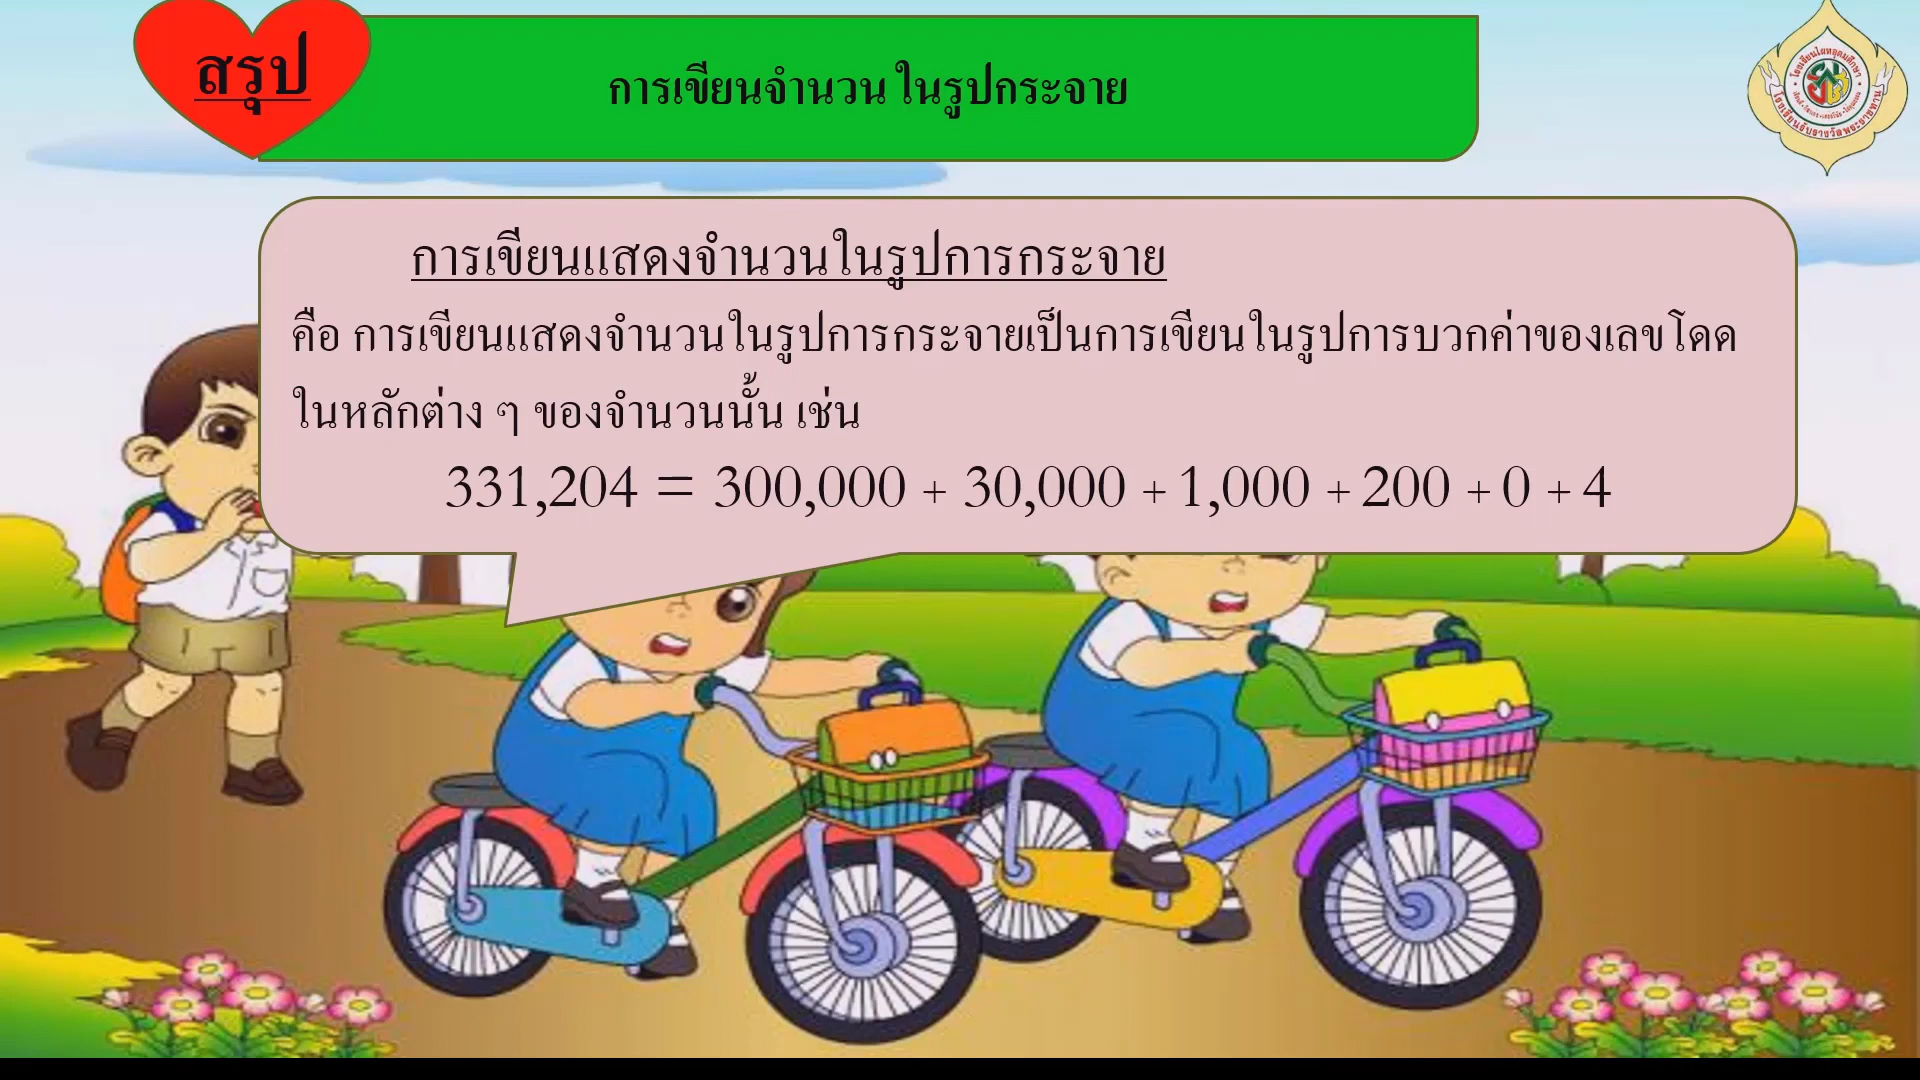 สรุป
การเขียนจำนวน ในรูปกระจาย
การเขียนแสดงจำนวนในรูปการกระจาย
คือ การเขียนแสดงจำนวนในรูปการกระจายเป็นการเขียนในรูปการบวกค่าของเลขโดด
ในหลักต่าง ๆ ของจำนวนนั้น เช่น
331,204 = 300,000 + 30,000 + 1,000 + 200 + 0 + 4